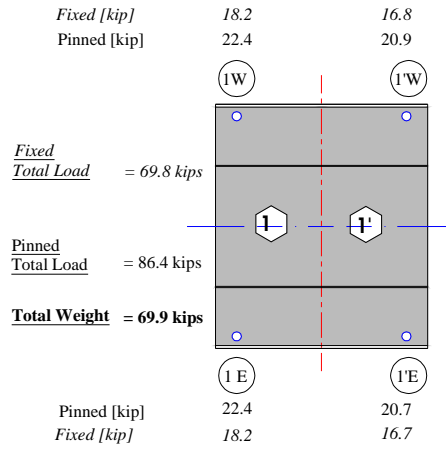 Fixed [kip] 18.2 16.8
Pinned [kip] 22.4 20.9
1W 1'W
Fixed
Total Load = 69.8 kips
1 1'
Pinned
Total Load = 86.4 kips
Total Weight = 69.9 kips
1 E 1'E
Pinned [kip] 22.4 20.7
Fixed [kip] 18.2 16.7